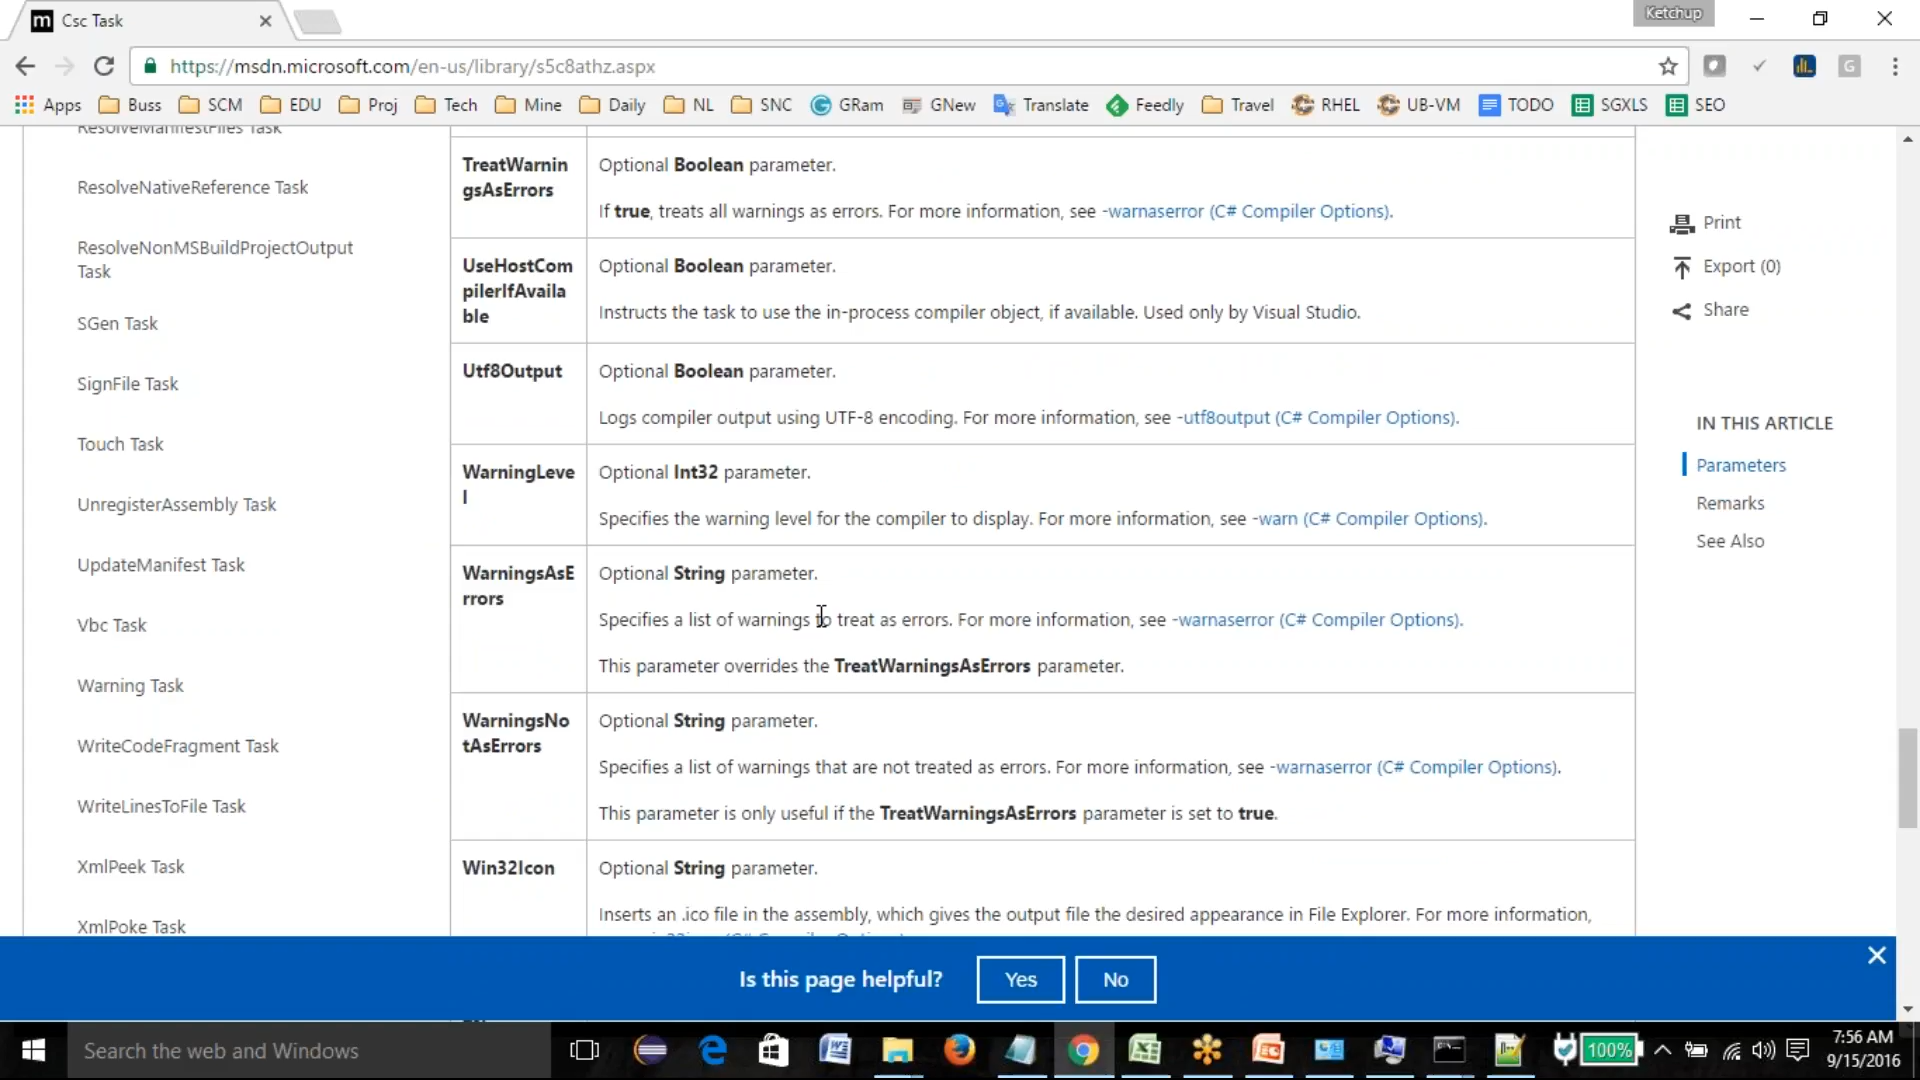 Csc Task
Ketchup
https://msdn.microsoft.com/en-us/library/s5c8athz.aspx
Apps Buss SCM EDU Proj Tech Mine Daily NL SNC GRam GNew Translate Feedly Travel RHEL UB-VM TODO SGXLS SEO
ResolveManifestFiles Task
ResolveNativeReference Task
ResolveNonMSBuildProjectOutput
Task
SGen Task
SignFile Task
Touch Task
UnregisterAssembly Task
UpdateManifest Task
Vbc Task
Warning Task
WriteCodeFragment Task
WriteLinesToFile Task
XmlPeek Task
XmlPoke Task
TreatWarnin
gsAsErrors
Optional Boolean parameter.
If true, treats all warnings as errors. For more information, see -warnaserror (C# Compiler Options).
UseHostCom
pilerIfAvaila
ble
Optional Boolean parameter.
Instructs the task to use the in-process compiler object, if available. Used only by Visual Studio.
Utf8Output
Optional Boolean parameter.
Logs compiler output using UTF-8 encoding. For more information, see -utf8output (C# Compiler Options).
WarningLeve
l
Optional Int32 parameter.
Specifies the warning level for the compiler to display. For more information, see -warn (C# Compiler Options).
WarningsAsE
rrors
Optional String parameter.
Specifies a list of warnings to treat as errors. For more information, see -warnaserror (C# Compiler Options).
This parameter overrides the TreatWarningsAsErrors parameter.
WarningsNo
tAsErrors
Optional String parameter.
Specifies a list of warnings that are not treated as errors. For more information, see -warnaserror (C# Compiler Options).
This parameter is only useful if the TreatWarningsAsErrors parameter is set to true.
Win32Icon
Optional String parameter.
Inserts an .ico file in the assembly, which gives the output file the desired appearance in File Explorer. For more information,
Print
Export (0)
Share
IN THIS ARTICLE
Parameters
Remarks
See Also
Is this page helpful? Yes No
Search the web and Windows
100%
7:56 AM
9/15/2016